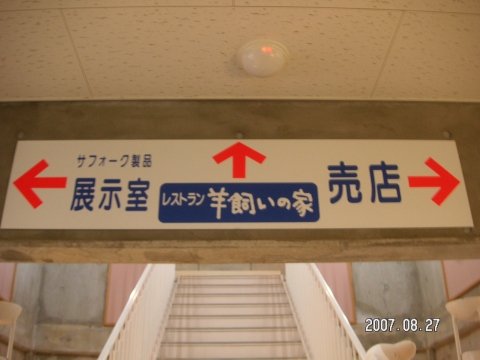 サフォーク製品
展示室
レストラン 羊飼いの家
売店
2007.08.27